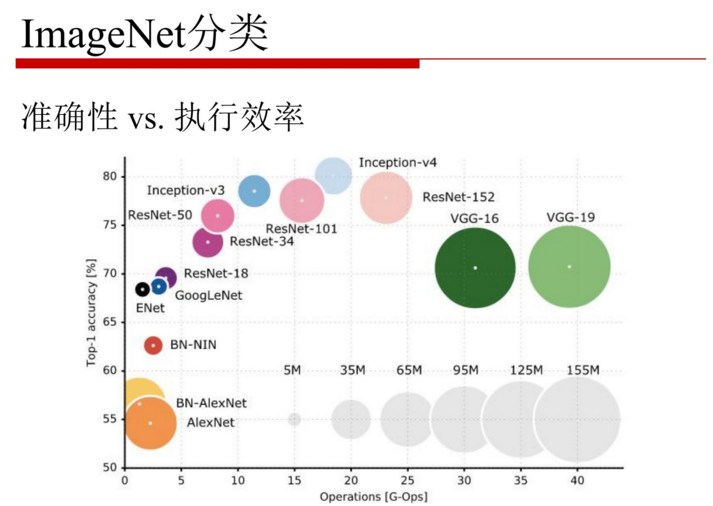 ImageNet分类
准确性 vs. 执行效率
Inception-v4
Inception-v3
ResNet-152
ResNet-50
VGG-16
VGG-19
ResNet-101
ResNet-34
ResNet-18
GoogLeNet
ENet
BN-NIN
5M 35M 65M 95M 125M 155M
BN-AlexNet
AlexNet
Top-1 accuracy [%]
80
75
70
65
60
55
50
0 5 10 15 20 25 30 35 40
Operations [G-Ops]